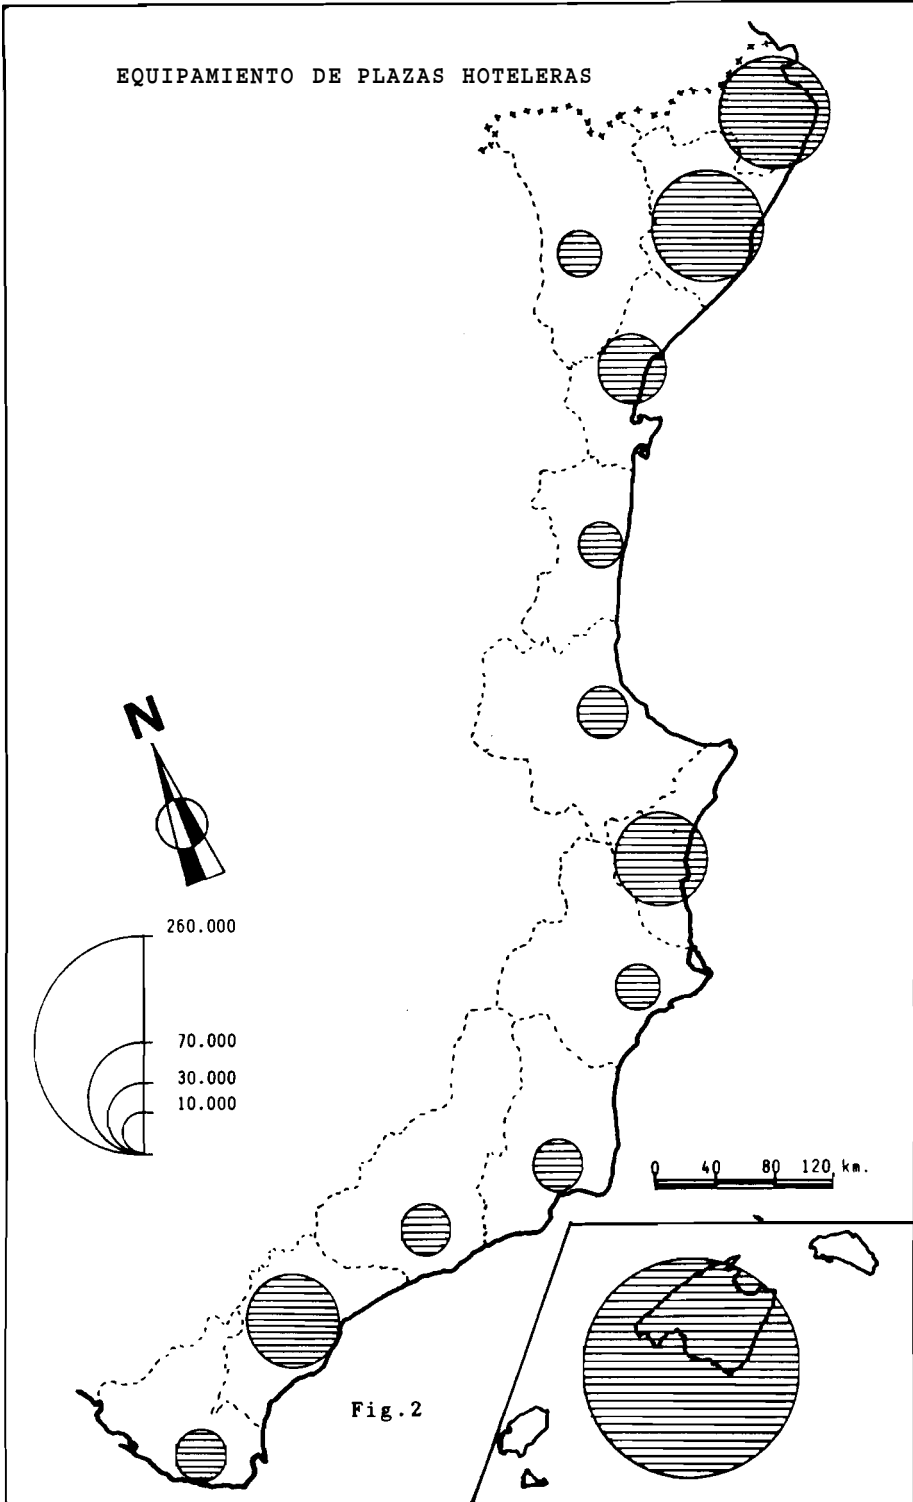 EQUIPAMIENTO DE PLAZAS HOTELERAS
N
260.000
70.000
30.000
10.000
0 40 80 120 km.
Fig.2